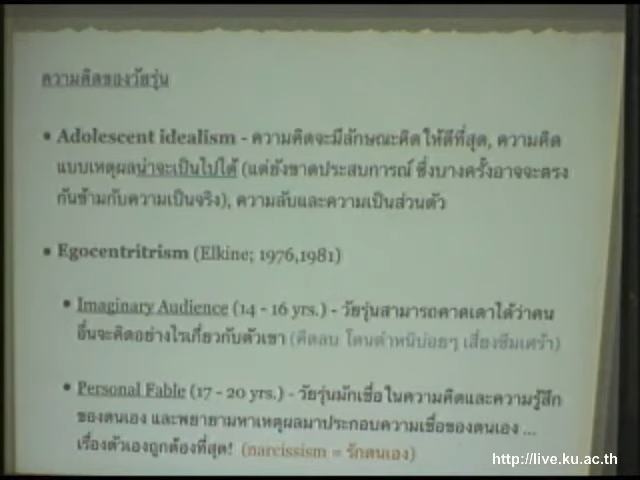 ความคิดของวัยรุ่น
• Adolescent idealism - ความคิดจะมีลักษณะคิดให้ดีที่สุด, ความคิด
แบบเหตุผลน่าจะเป็นไปได้ (แต่ยังขาดประสบการณ์ ซึ่งบางครั้งอาจจะตรง
กันข้ามกับความเป็นจริง), ความลับและความเป็นส่วนตัว
• Egocentritrism (Elkine; 1976,1981)
• Imaginary Audience (14 - 16 yrs.) - วัยรุ่นสามารถคาดเดาได้ว่าคน
อื่นจะคิดอย่างไรเกี่ยวกับตัวเขา (คิดลบ โดนตำหนิบ่อยๆ เสี่ยงซึมเศร้า)
• Personal Fable (17 - 20 yrs.) - วัยรุ่นมักเชื่อในความคิดและความรู้สึก
ของตนเอง และพยายามหาเหตุผลมาประกอบความเชื่อของตนเอง ...
เรื่องตัวเองถูกต้องที่สุด! (narcissism = รักตนเอง)
http://live.ku.ac.th